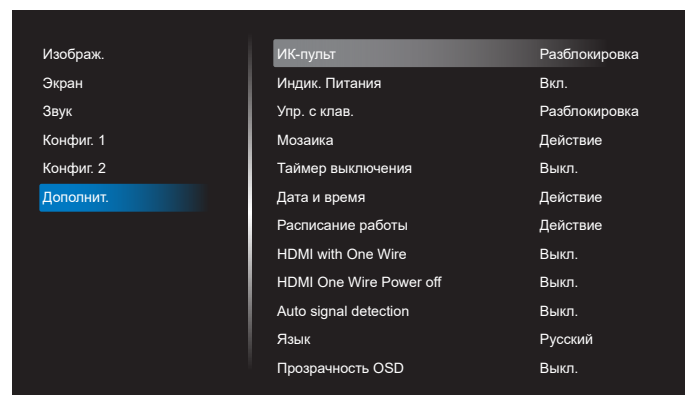 Изображ.
Экран
Звук
Конфиг. 1
Конфиг. 2
Дополнит.
ИК-пульт Разблокировка
Индик. Питания Вкл.
Упр. с клав. Разблокировка
Мозаика Действие
Таймер выключения Выкл.
Дата и время Действие
Расписание работы Действие
HDMI with One Wire Выкл.
HDMI One Wire Power off Выкл.
Auto signal detection Выкл.
Язык Русский
Прозрачность OSD Выкл.